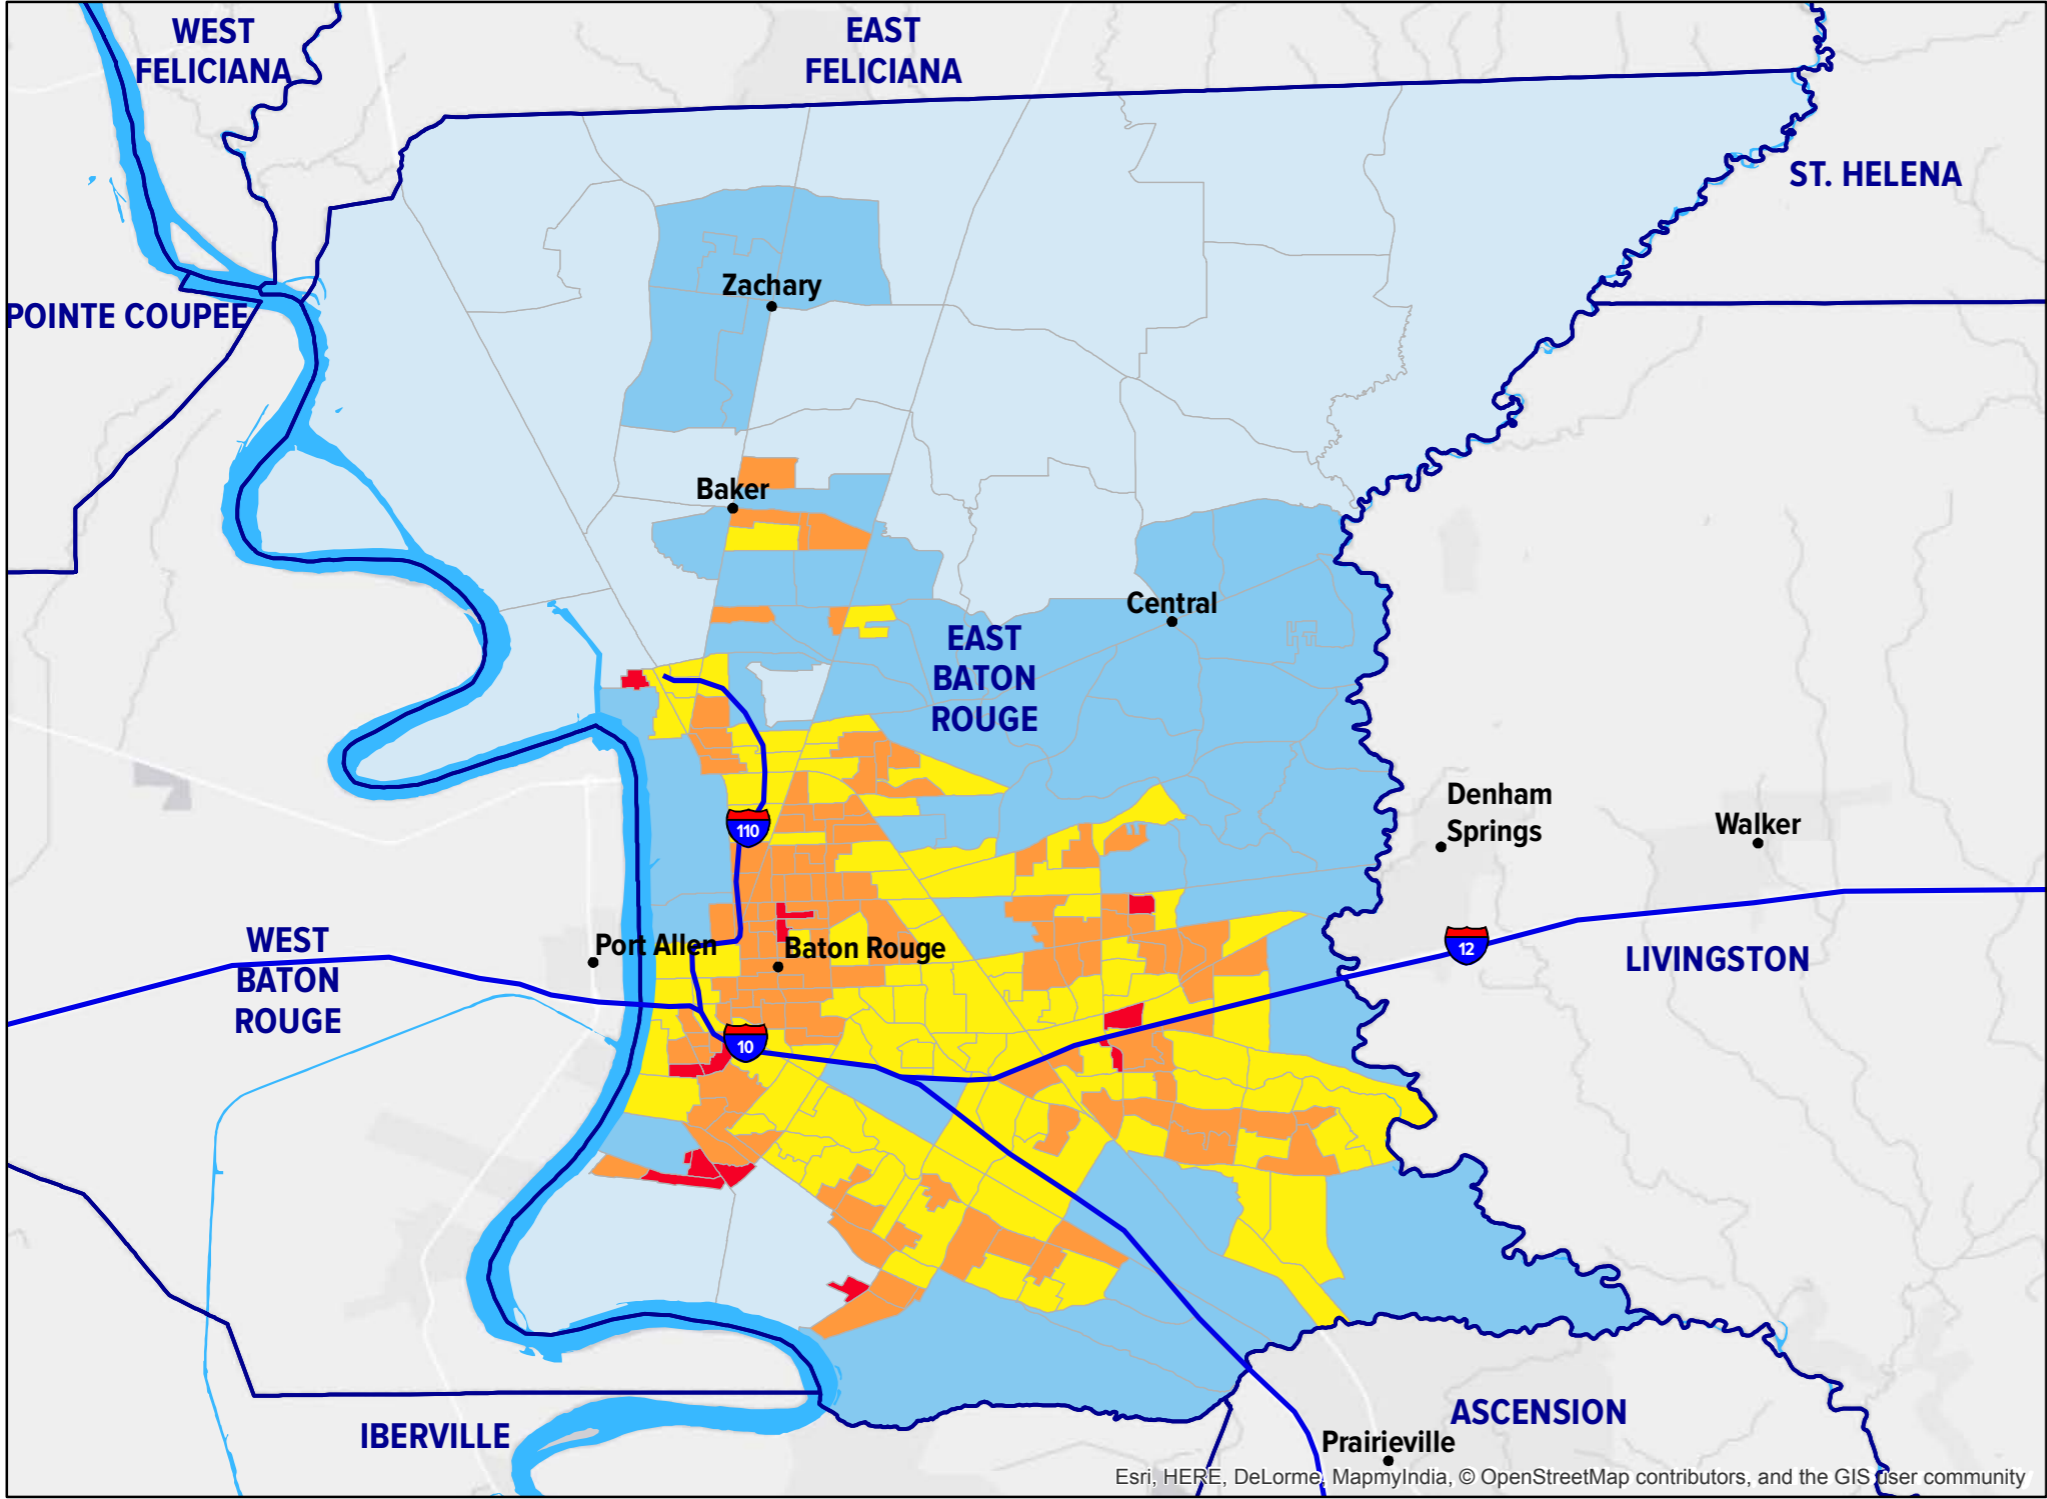 WEST
FELICIANA
EAST
FELICIANA
ST. HELENA
POINTE COUPEE
Zachary
Baker
Central
EAST
BATON
ROUGE
Denham
Springs
Walker
110
Port Allen
Baton Rouge
12
WEST
BATON
ROUGE
LIVINGSTON
10
IBERVILLE
ASCENSION
Prairieville
Esri, HERE, DeLorme, MapmyIndia, © OpenStreetMap contributors, and the GIS user community